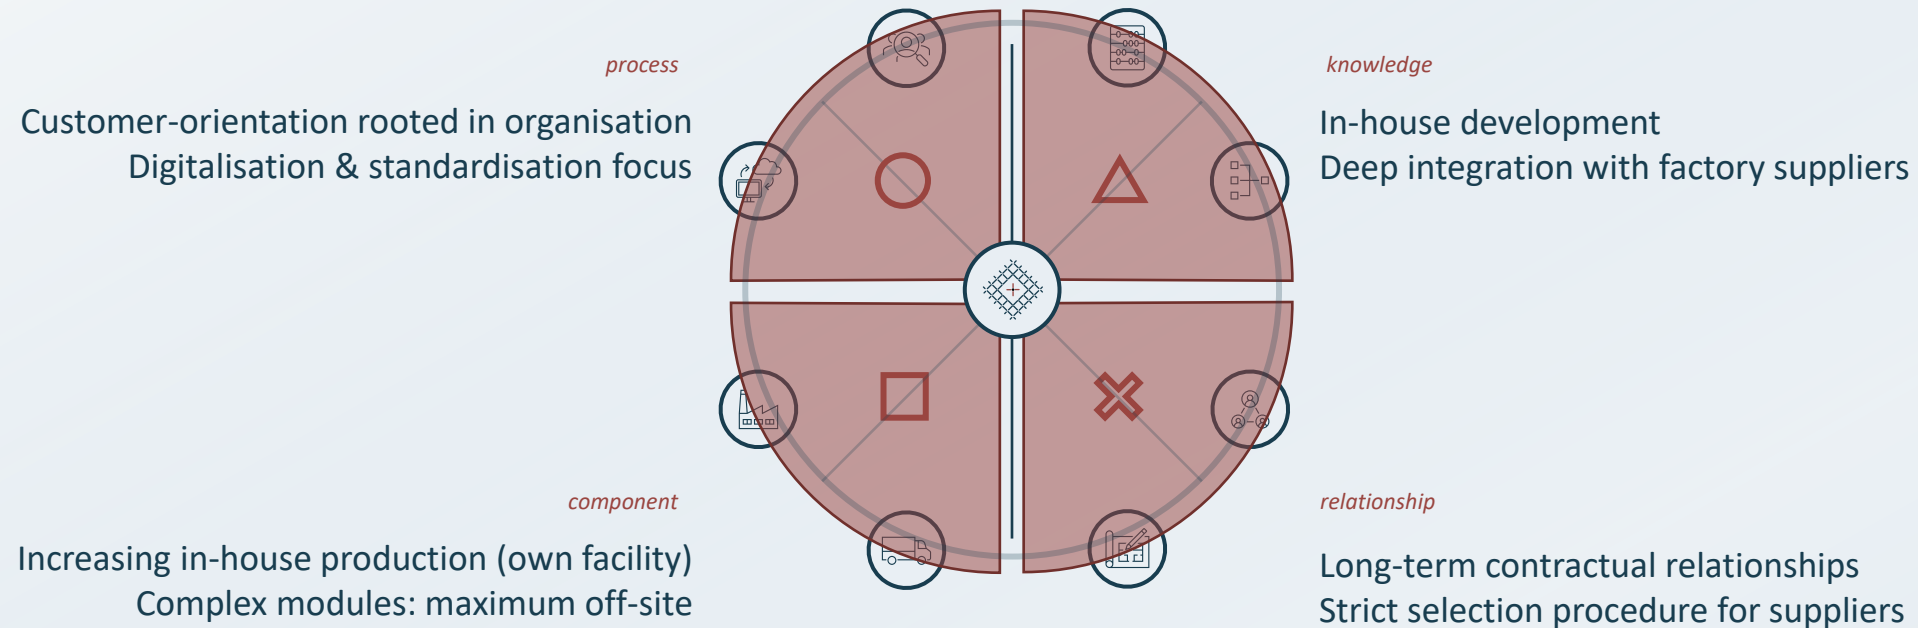 process
Customer-orientation rooted in organisation
Digitalisation & standardisation focus
knowledge
In-house development
Deep integration with factory suppliers
component
Increasing in-house production (own facility)
Complex modules: maximum off-site
relationship
Long-term contractual relationships
Strict selection procedure for suppliers